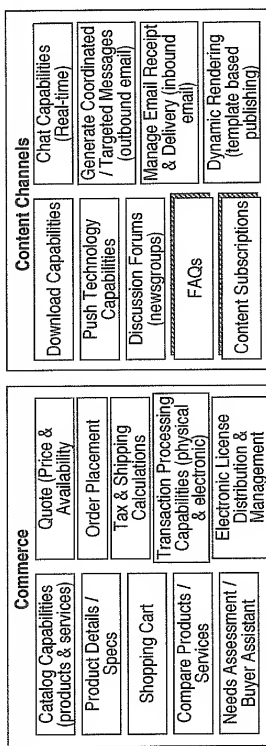 Commerce
Catalog Capabilities
(products & services)
Product Details /
Specs
Shopping Cart
Compare Products /
Services
Needs Assessment /
Buyer Assistant
Quote (Price &
Availability
Order Placement
Tax & Shipping
Calculations
Transaction Processing
Capabilities (physical
& electronic)
Electronic License
Distribution &
Management
Content Channels
Download Capabilities
Push Technology
Capabilities
Discussion Forums
(newsgroups)
FAQs
Content Subscriptions
Chat Capabilities
(Real-time)
Generate Coordinated
/ Targeted Messages
(outbound email)
Manage Email Receipt
& Delivery (inbound
email)
Dynamic Rendering
(template based
publishing)